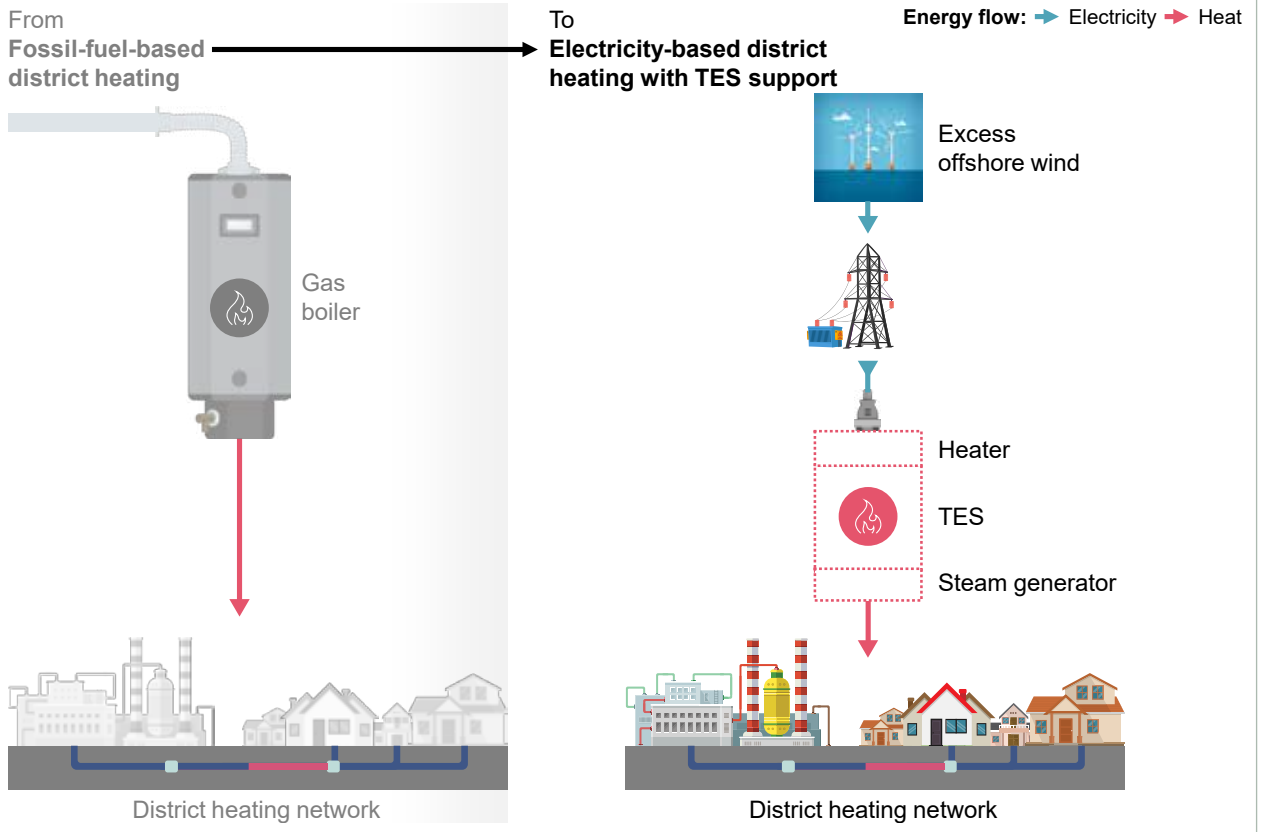 From
Fossil-fuel-based
district heating
To
Electricity-based district
heating with TES support
Energy flow: Electricity Heat
Gas
boiler
Excess
offshore wind
Heater
TES
Steam generator
District heating network
District heating network